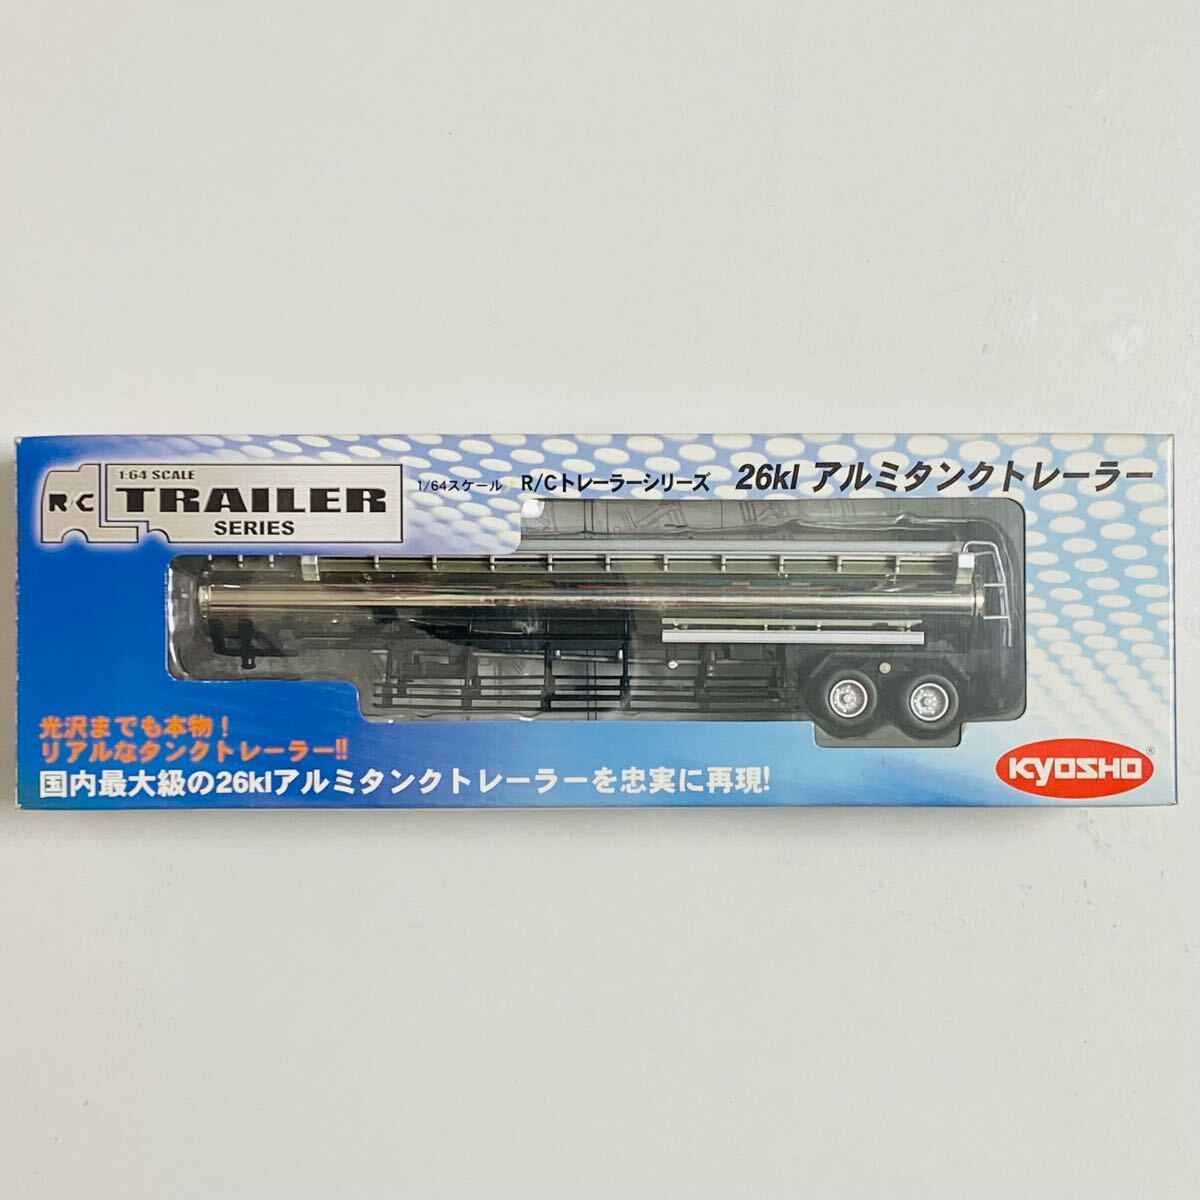 1:64 SCALE
R/C TRAILER
SERIES
1/64スケール R/Cトレーラーシリーズ 26kl アルミタンクトレーラー
光沢までも本物!
リアルなタンクトレーラー!!
国内最大級の26klアルミタンクトレーラーを忠実に再現!
KYOSHO®